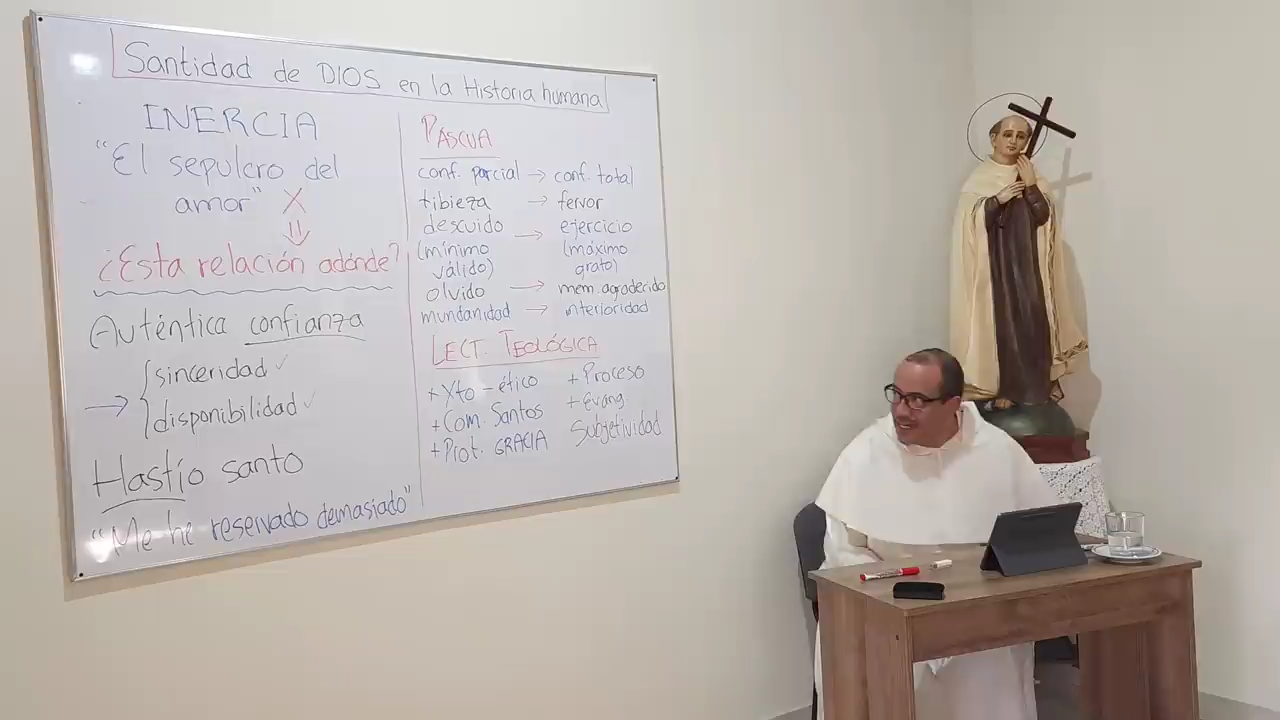 Santidad de DIOS en la Historia humana
INERCIA
"El sepulcro del
amor" X
¿Esta relación adónde?
Auténtica confianza
→ { sinceridad ✓
disponibilidad ✓
Hastío santo
"Me he reservado demasiado"
PASCUA
conf. parcial → conf. total
tibieza → fervor
descuido → ejercicio
(mínimo (máximo
válido) grato)
olvido → mem. agradecida
mundanidad → interioridad
LECT. TEOLÓGICA
+ Xto-ético + Proceso
+ Com. Santos + Evang.
+ Prot. GRACIA Subjetividad